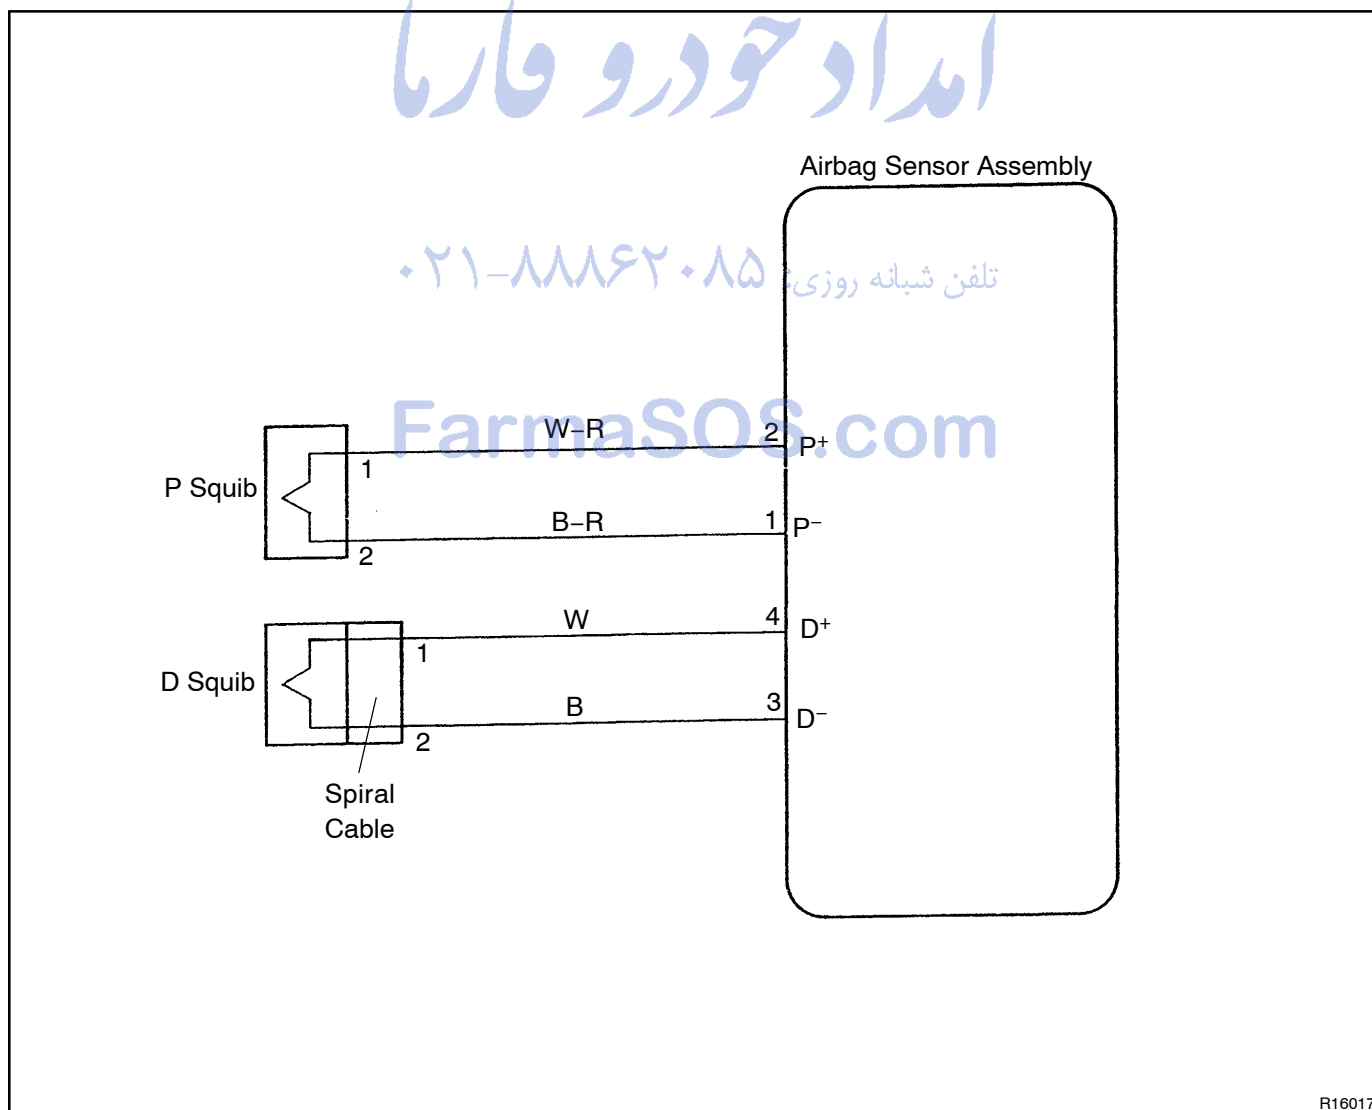 امداد خودرو فارما
Airbag Sensor Assembly
تلفن شبانه روزی: ۰۲۱-۸۸۸۶۲۰۸۵
FarmaSOS.com
W–R
2
P+
P Squib
1
B–R
1
P–
2
W
4
D+
1
D Squib
B
3
D–
2
Spiral
Cable
R16017